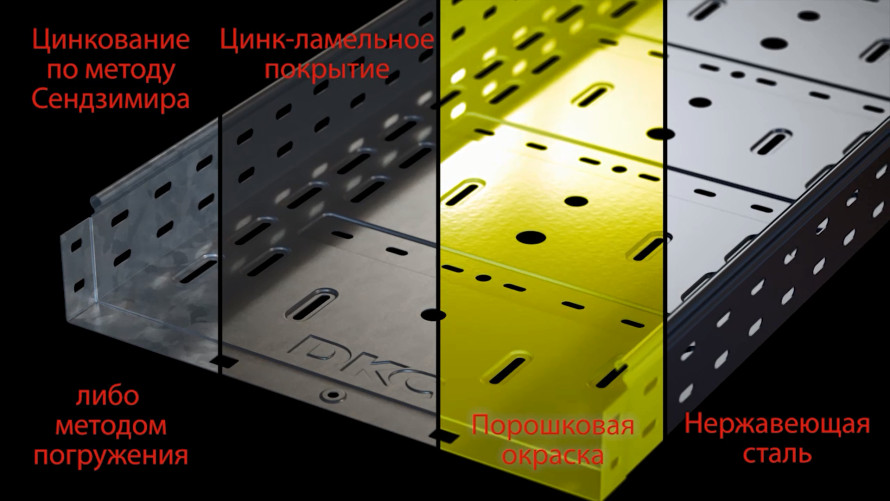 Цинкование
по методу
Сендзимира
Цинк-ламельное
покрытие
DKC
либо
методом
погружения
Порошковая
окраска
Нержавеющая
сталь